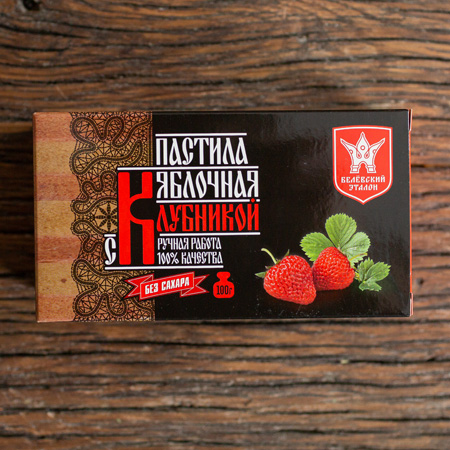 ПАСТИЛА
ЯБЛОЧНАЯ
С КЛУБНИКОЙ
РУЧНАЯ РАБОТА
100% КАЧЕСТВА
БЕЗ САХАРА
100г
БЕЛЁВСКИЙ
ЭТАЛОН